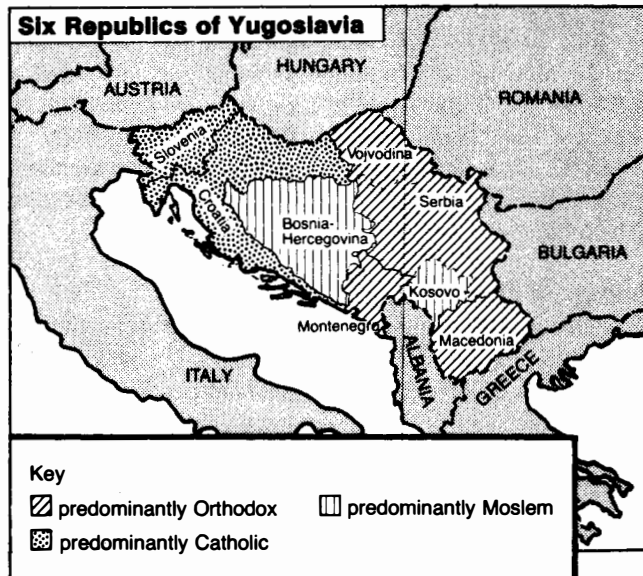 Six Republics of Yugoslavia
HUNGARY
AUSTRIA
ROMANIA
Slovenia
Vojvodina
Croatia
Serbia
Bosnia-
Hercegovina
BULGARIA
Kosovo
Montenegro
Macedonia
ITALY
ALBANIA
GREECE
Key
predominantly Orthodox
predominantly Moslem
predominantly Catholic